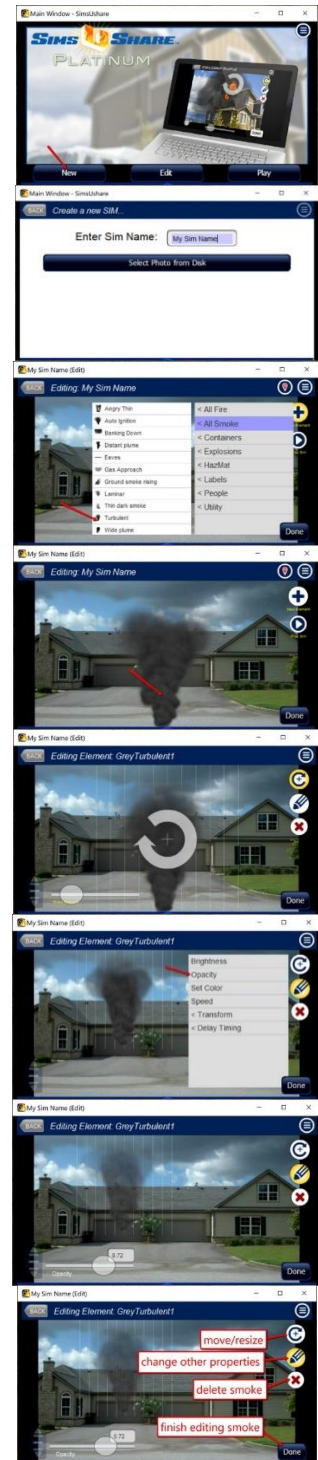 Main Window - SimsUshare
SIMS U SHARE
PLATINUM
New Edit Play
Main Window - SimsUshare
BACK Create a new SIM...
Enter Sim Name: My Sim Name
Select Photo from Disk
My Sim Name (Edit)
BACK Editing: My Sim Name
Angry Thin
Auto Ignition
Banking Down
Distant plume
Eaves
Gas Approach
Ground smoke rising
Laminar
Thin dark smoke
Turbulent
Wide plume
< All Fire
< All Smoke
< Containers
< Explosions
< HazMat
< Labels
< People
< Utility
Done
My Sim Name (Edit)
BACK Editing: My Sim Name
New Element
Play Sim
Done
My Sim Name (Edit)
BACK Editing Element: GreyTurbulent1
Done
My Sim Name (Edit)
BACK Editing Element: GreyTurbulent1
Brightness
Opacity
Set Color
Speed
< Transform
< Delay Timing
Done
My Sim Name (Edit)
BACK Editing Element: GreyTurbulent1
0.72
Opacity
Done
My Sim Name (Edit)
BACK Editing Element: GreyTurbulent1
move/resize
change other properties
delete smoke
finish editing smoke
0.72
Opacity
Done